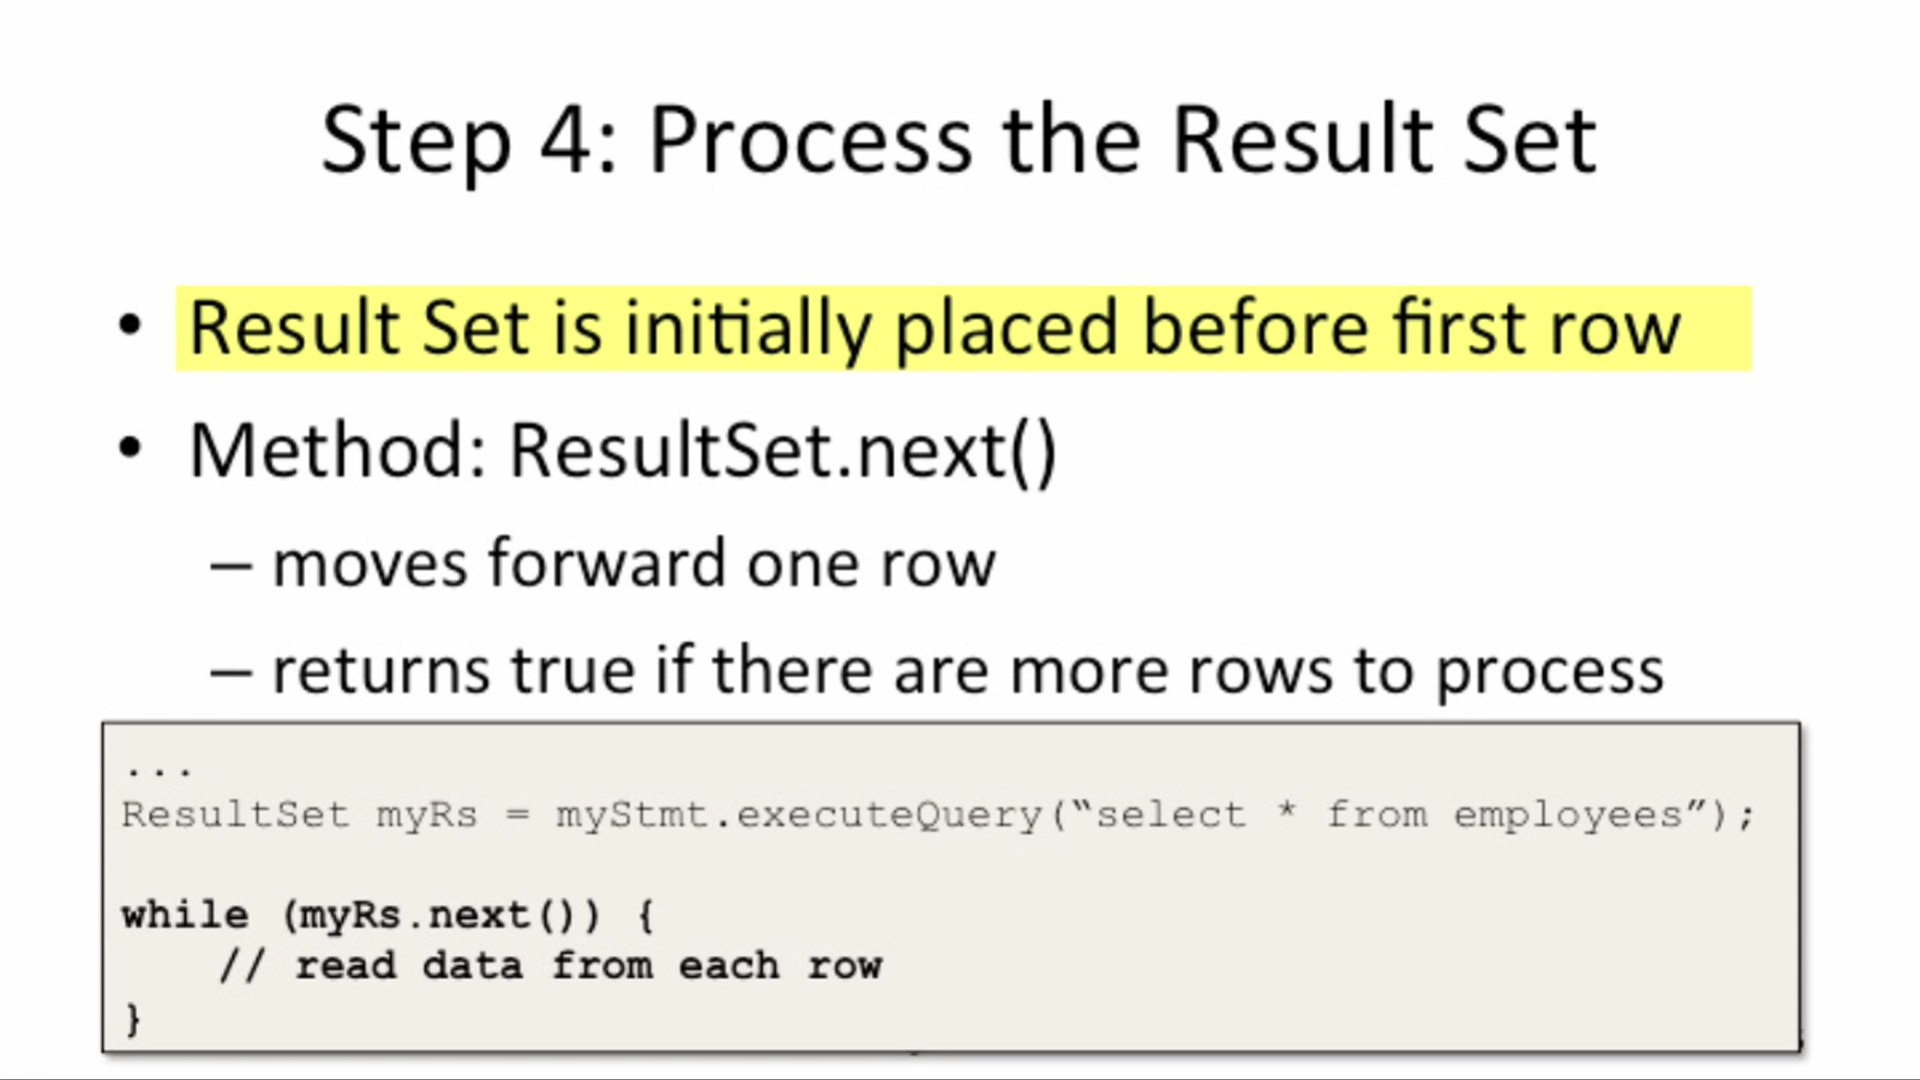 Step 4: Process the Result Set
• Result Set is initially placed before first row
• Method: ResultSet.next()
– moves forward one row
– returns true if there are more rows to process
...
ResultSet myRs = myStmt.executeQuery(“select * from employees”);
while (myRs.next()) {
// read data from each row
}